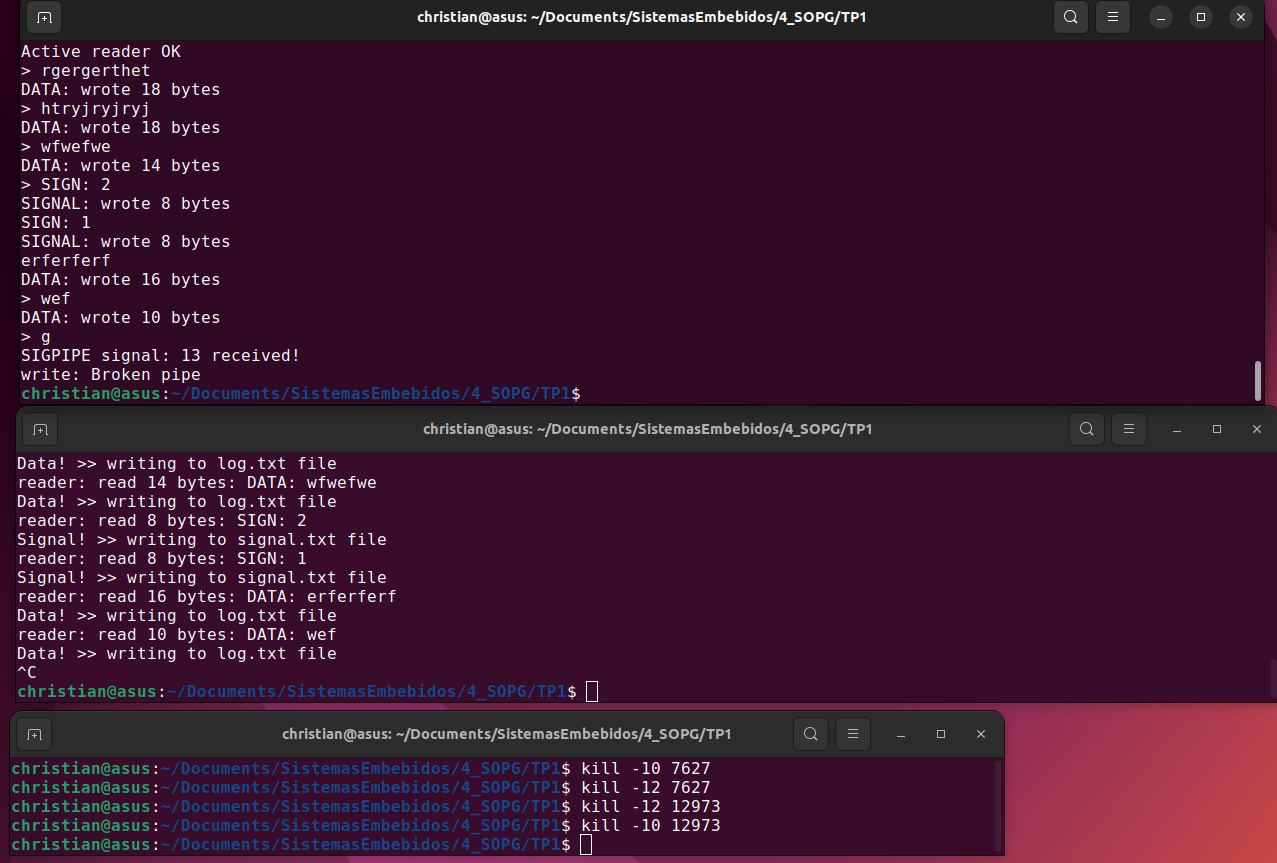 christian@asus: ~/Documents/SistemasEmbebidos/4_SOPG/TP1
Active reader OK
> rgergerthet
DATA: wrote 18 bytes
> htryjryjryj
DATA: wrote 18 bytes
> wfwefwe
DATA: wrote 14 bytes
> SIGN: 2
SIGNAL: wrote 8 bytes
SIGN: 1
SIGNAL: wrote 8 bytes
erferferf
DATA: wrote 16 bytes
> wef
DATA: wrote 10 bytes
> g
SIGPIPE signal: 13 received!
write: Broken pipe
christian@asus:~/Documents/SistemasEmbebidos/4_SOPG/TP1$
christian@asus: ~/Documents/SistemasEmbebidos/4_SOPG/TP1
Data! >> writing to log.txt file
reader: read 14 bytes: DATA: wfwefwe
Data! >> writing to log.txt file
reader: read 8 bytes: SIGN: 2
Signal! >> writing to signal.txt file
reader: read 8 bytes: SIGN: 1
Signal! >> writing to signal.txt file
reader: read 16 bytes: DATA: erferferf
Data! >> writing to log.txt file
reader: read 10 bytes: DATA: wef
Data! >> writing to log.txt file
^C
christian@asus:~/Documents/SistemasEmbebidos/4_SOPG/TP1$
christian@asus: ~/Documents/SistemasEmbebidos/4_SOPG/TP1
christian@asus:~/Documents/SistemasEmbebidos/4_SOPG/TP1$ kill -10 7627
christian@asus:~/Documents/SistemasEmbebidos/4_SOPG/TP1$ kill -12 7627
christian@asus:~/Documents/SistemasEmbebidos/4_SOPG/TP1$ kill -12 12973
christian@asus:~/Documents/SistemasEmbebidos/4_SOPG/TP1$ kill -10 12973
christian@asus:~/Documents/SistemasEmbebidos/4_SOPG/TP1$